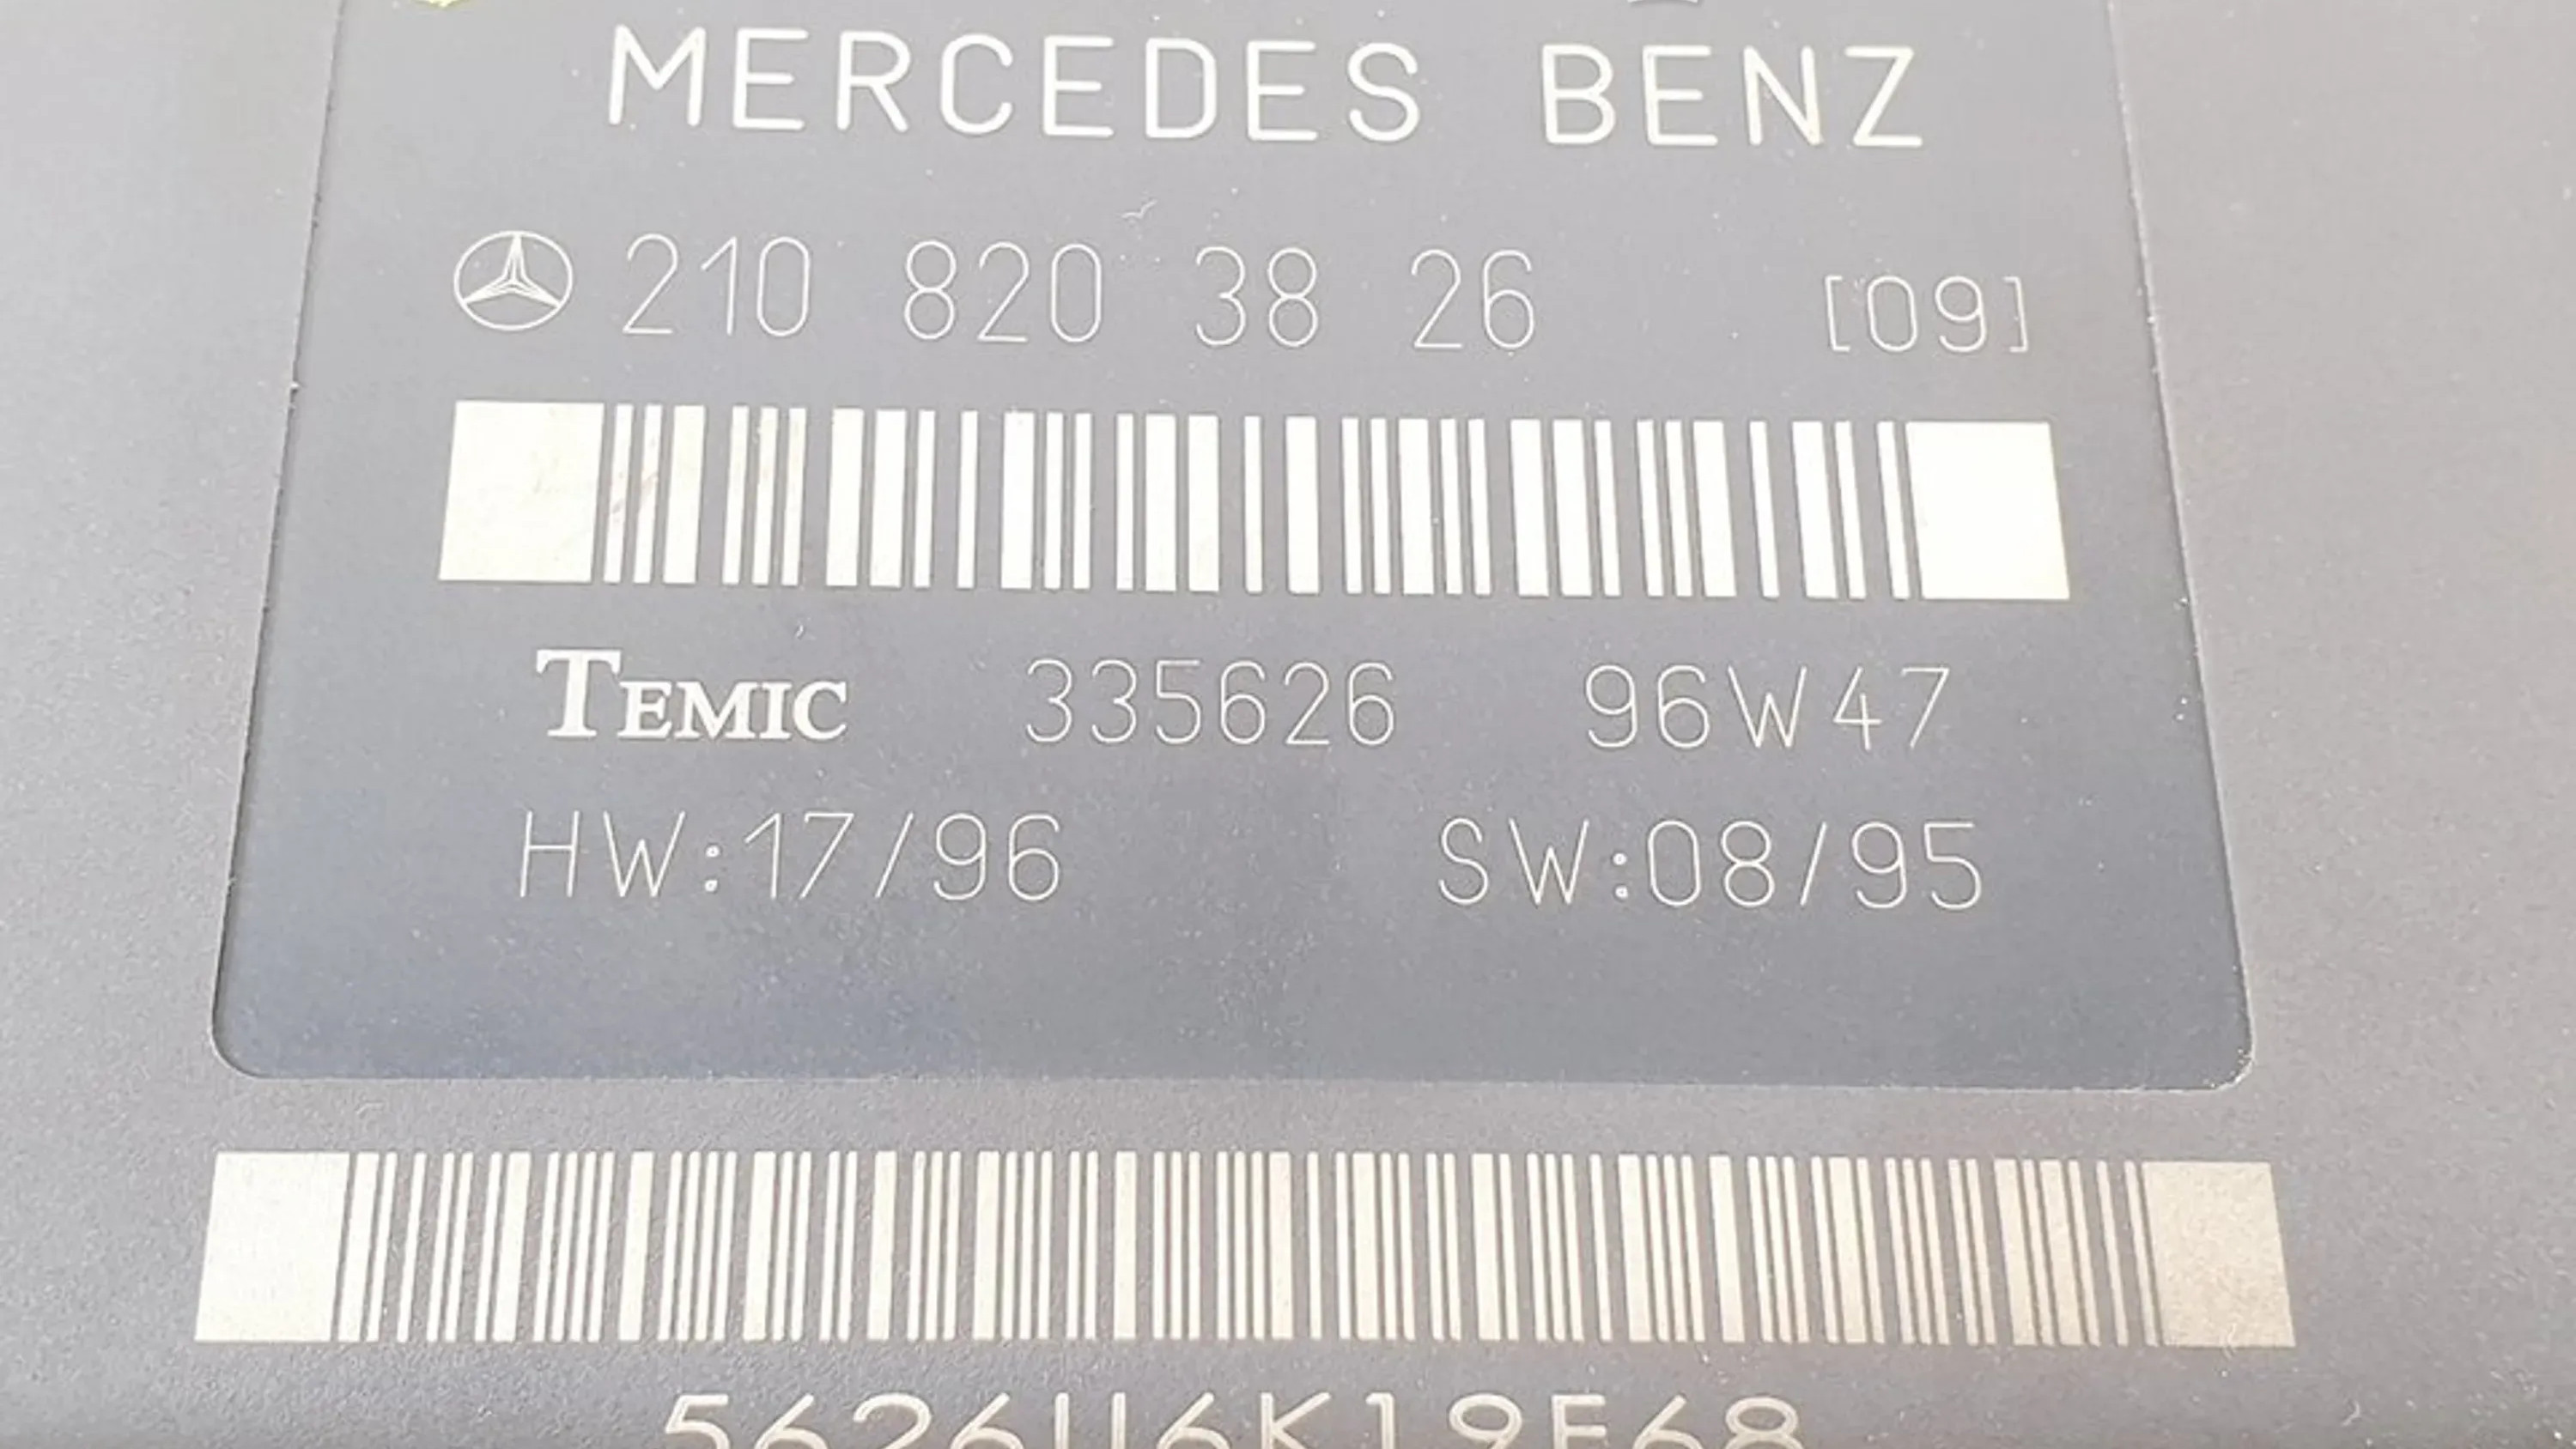 MERCEDES BENZ
210 820 38 26 [09]
TEMIC 335626 96W47
HW:17/96 SW:08/95